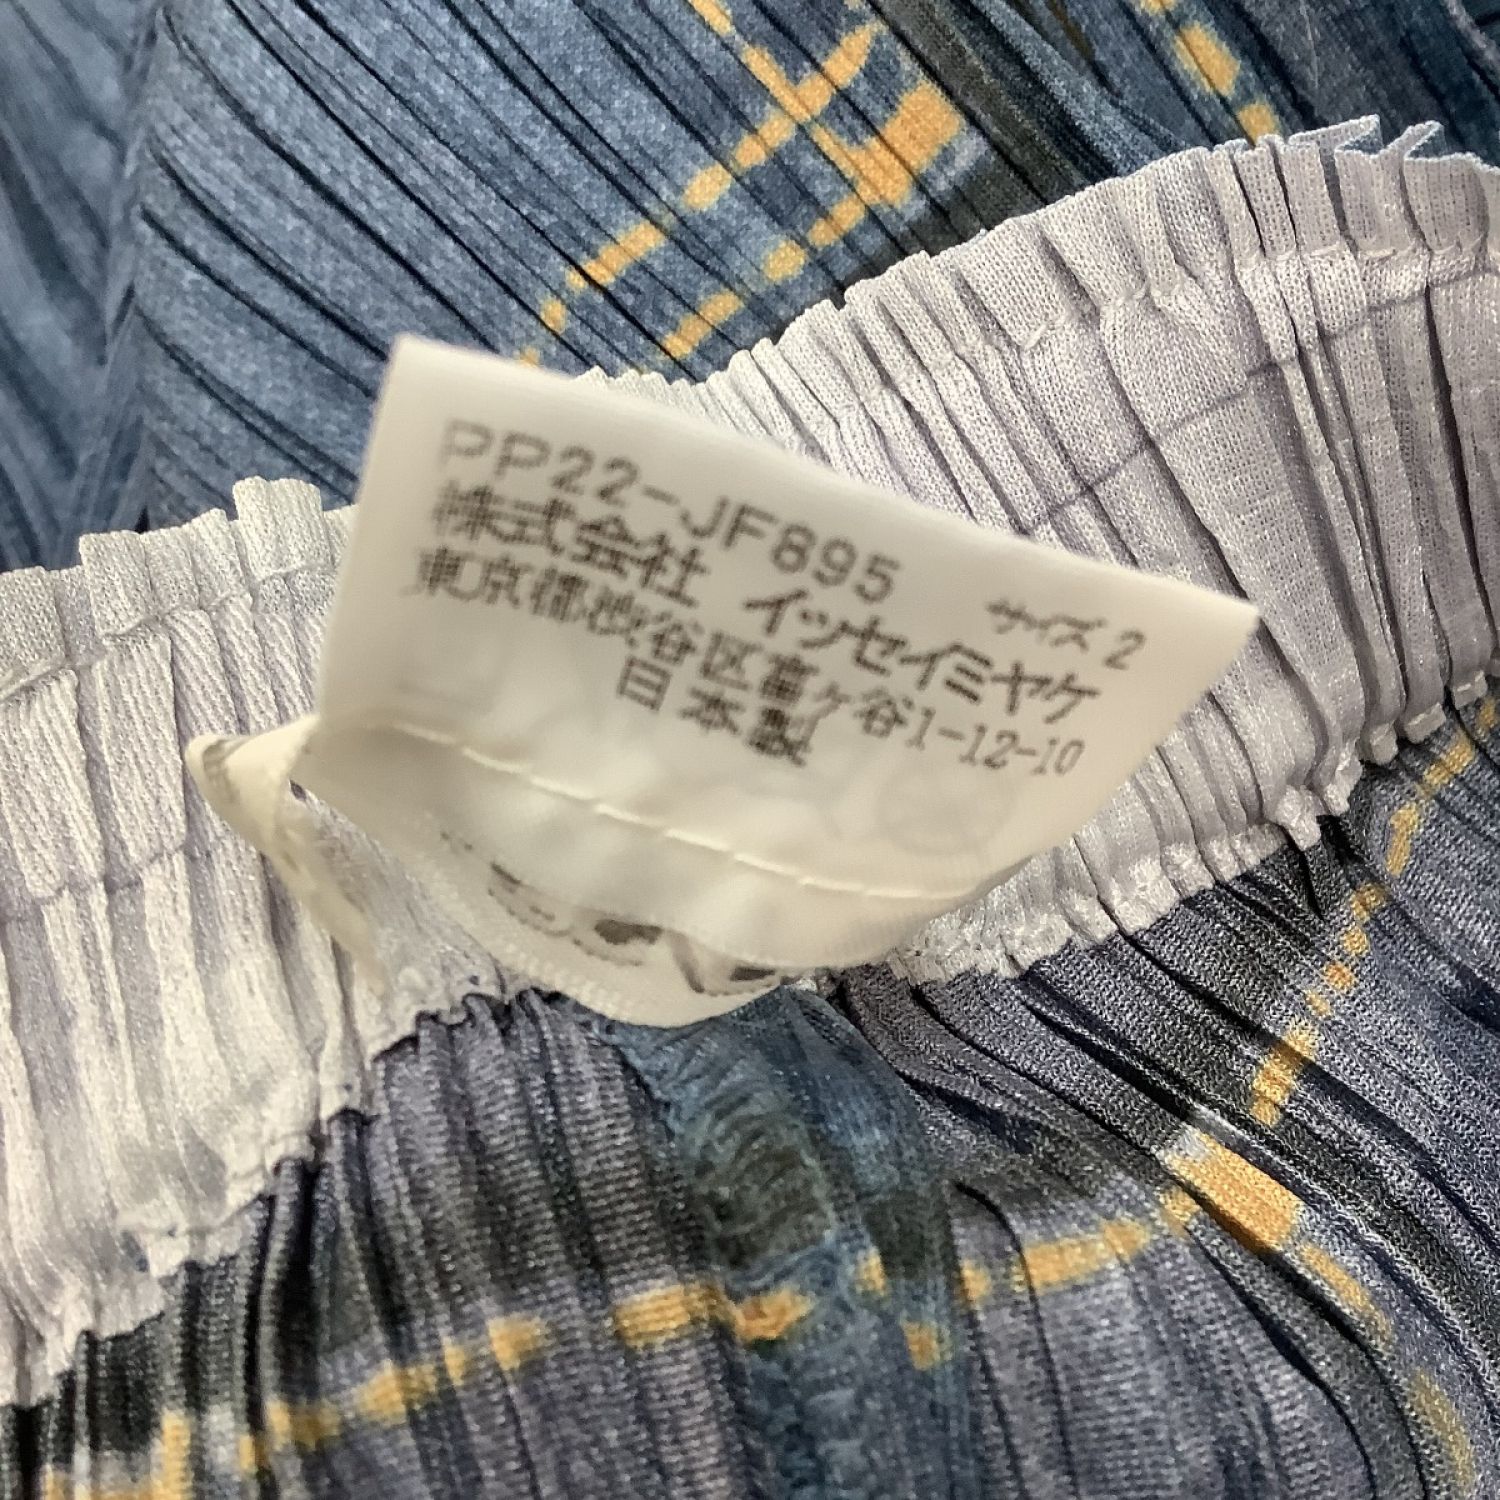 PP22-JF895 サイズ 2
株式会社 イッセイミヤケ
東京都渋谷区富ヶ谷1-12-10
日本製